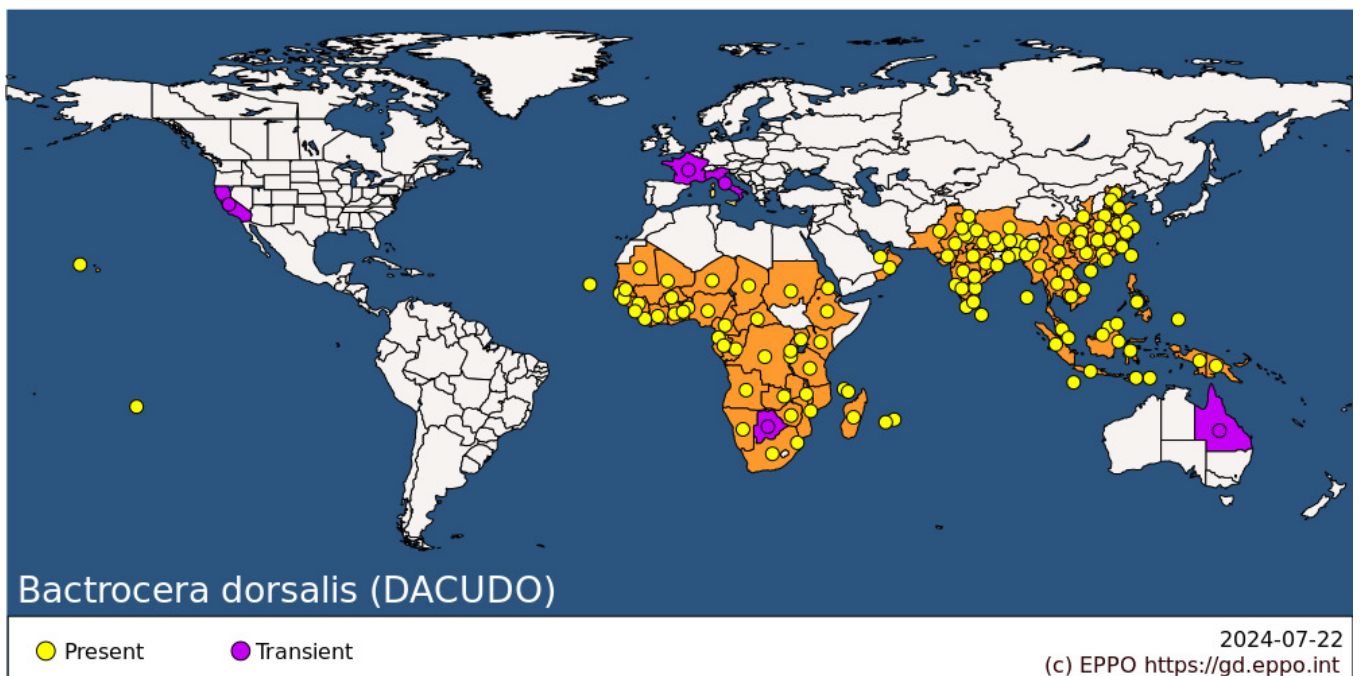 Bactrocera dorsalis (DACUDO)
Present
Transient
2024-07-22
(c) EPPO https://gd.eppo.int